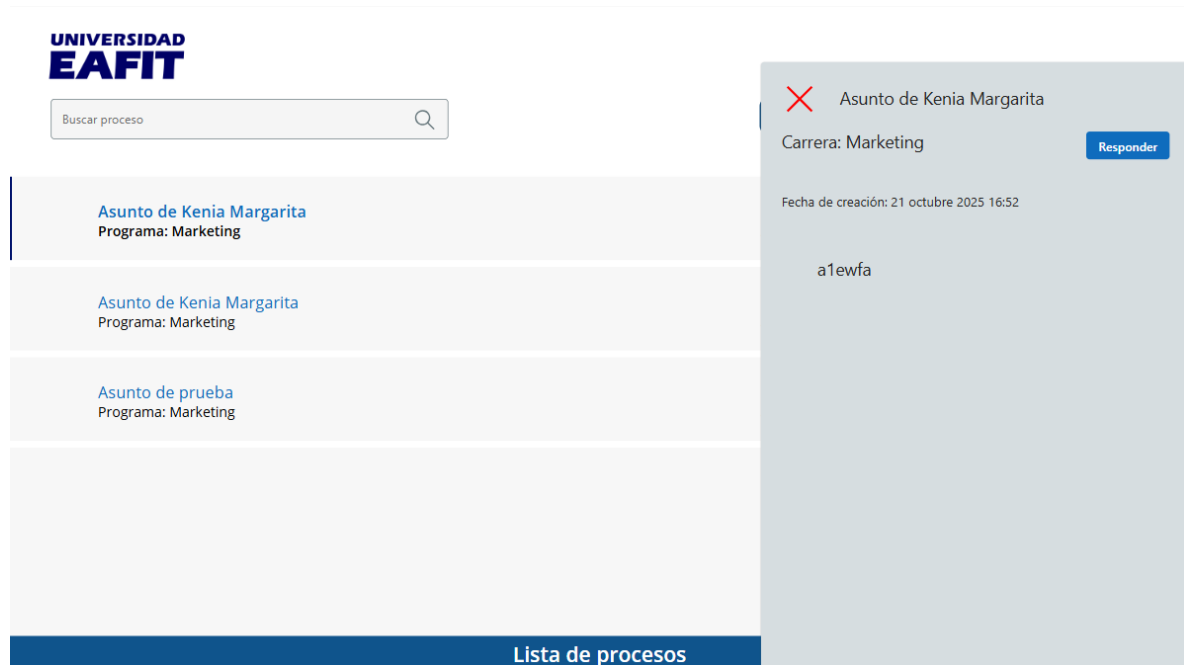 UNIVERSIDAD
EAFIT
Buscar proceso
Asunto de Kenia Margarita
Programa: Marketing
Asunto de Kenia Margarita
Programa: Marketing
Asunto de prueba
Programa: Marketing
Lista de procesos
Asunto de Kenia Margarita
Carrera: Marketing
Responder
Fecha de creación: 21 octubre 2025 16:52
a1ewfa